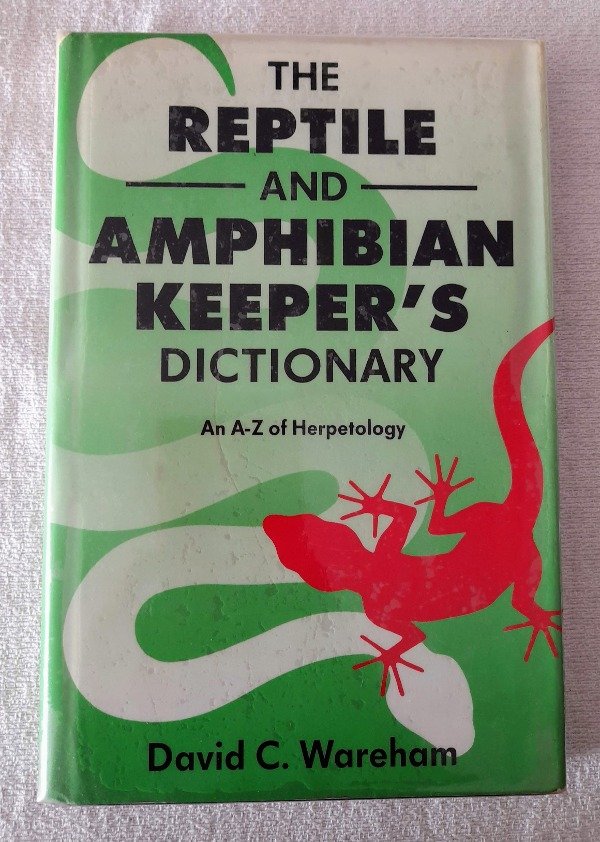 THE
REPTILE
AND
AMPHIBIAN
KEEPER'S
DICTIONARY
An A-Z of Herpetology
David C. Wareham